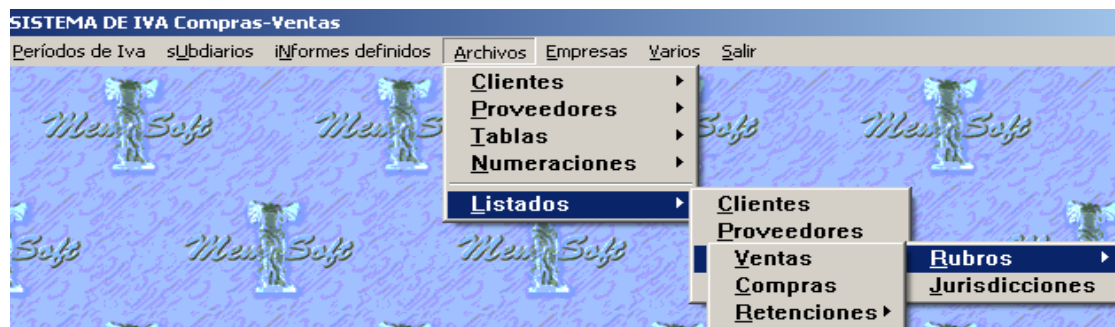 SISTEMA DE IVA Compras-Ventas
Períodos de Iva sUbdiarios iNformes definidos Archivos Empresas Varios Salir
Clientes
Proveedores
Tablas
Numeraciones
Listados
Clientes
Proveedores
Ventas
Compras
Retenciones
Rubros
Jurisdicciones